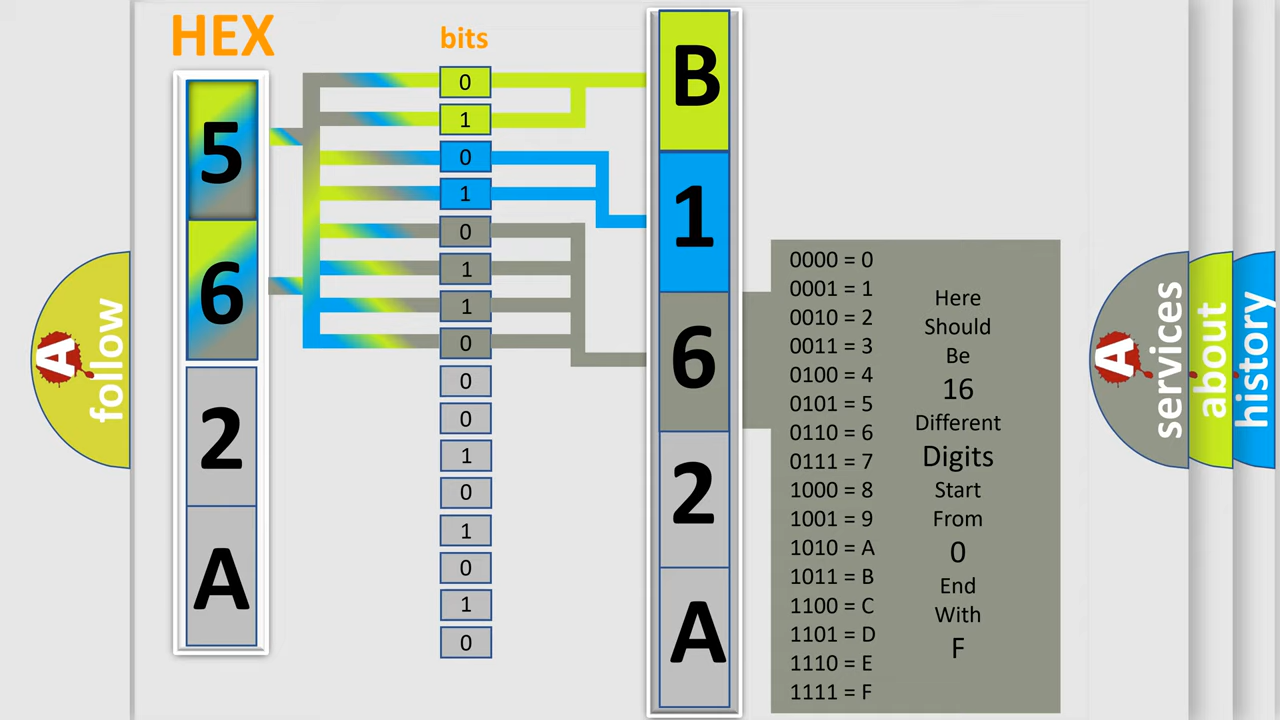 HEX
bits
5
6
2
A
0
1
0
1
0
1
1
0
0
0
1
0
1
0
1
0
B
1
6
2
A
0000 = 0
0001 = 1
0010 = 2
0011 = 3
0100 = 4
0101 = 5
0110 = 6
0111 = 7
1000 = 8
1001 = 9
1010 = A
1011 = B
1100 = C
1101 = D
1110 = E
1111 = F
Here
Should
Be
16
Different
Digits
Start
From
0
End
With
F
A
follow
A
services
about
history